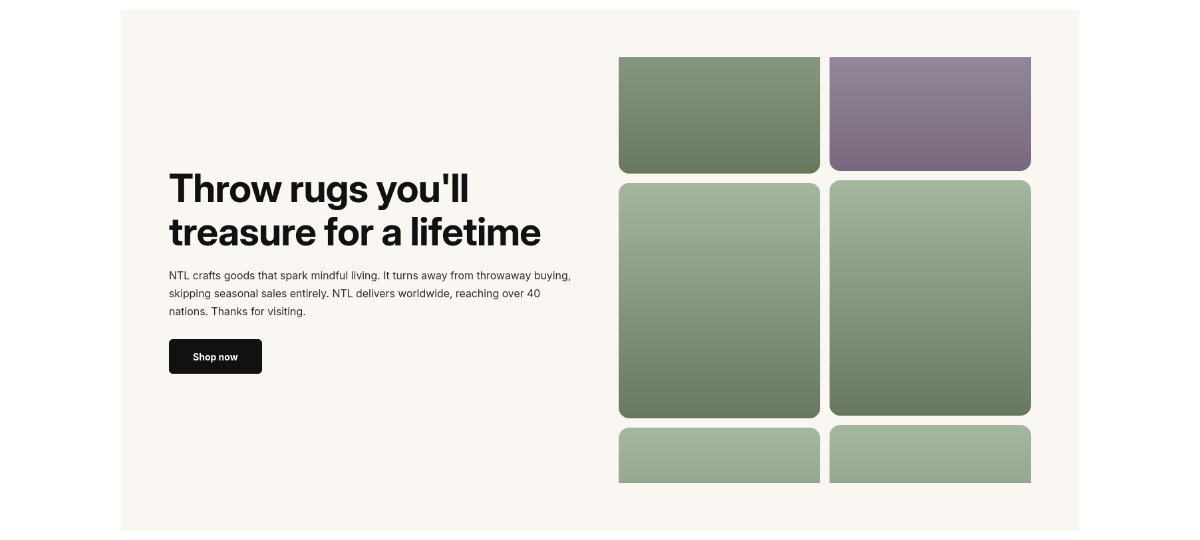 Throw rugs you'll
treasure for a lifetime
NTL crafts goods that spark mindful living. It turns away from throwaway buying,
skipping seasonal sales entirely. NTL delivers worldwide, reaching over 40
nations. Thanks for visiting.
Shop now